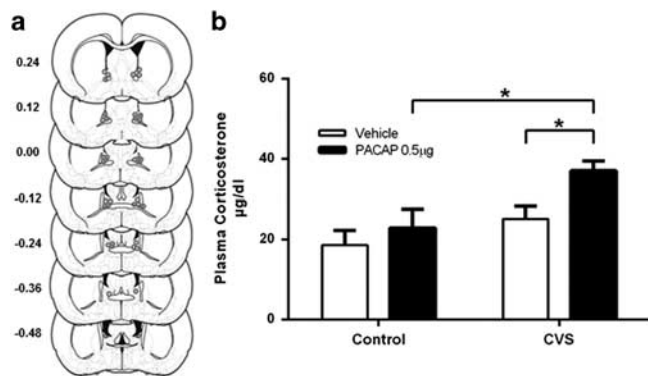 a
0.24
0.12
0.00
-0.12
-0.24
-0.36
-0.48
b
Plasma Corticosterone
µg/dl
60
40
20
0
*
*
Vehicle
PACAP 0.5µg
Control
CVS